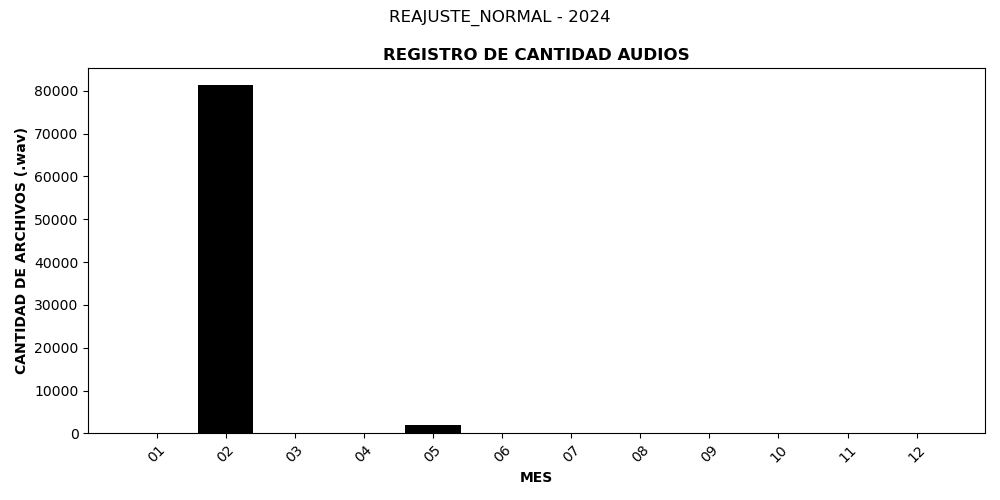 REAJUSTE_NORMAL - 2024
REGISTRO DE CANTIDAD AUDIOS
CANTIDAD DE ARCHIVOS (.wav)
80000
70000
60000
50000
40000
30000
20000
10000
0
01 02 03 04 05 06 07 08 09 10 11 12
MES